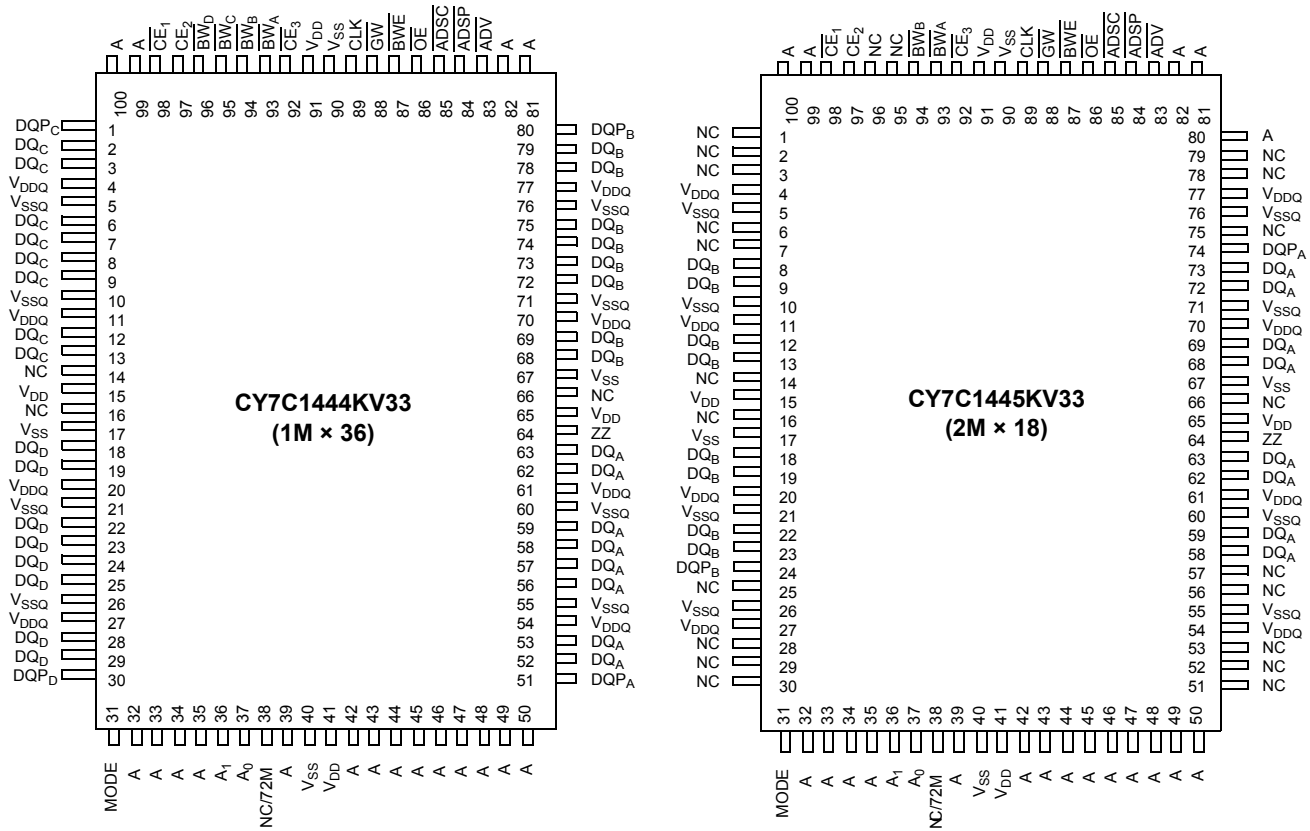 A A CE1 CE2 BWD BWC BWB BWA CE3 VDD VSS CLK GW BWE OE ADSC ADSP ADV A A
100 99 98 97 96 95 94 93 92 91 90 89 88 87 86 85 84 83 82 81
DQPC 1
DQC 2
DQC 3
VDDQ 4
VSSQ 5
DQC 6
DQC 7
DQC 8
DQC 9
VSSQ 10
VDDQ 11
DQC 12
DQC 13
NC 14
VDD 15
NC 16
VSS 17
DQD 18
DQD 19
VDDQ 20
VSSQ 21
DQD 22
DQD 23
DQD 24
DQD 25
VSSQ 26
VDDQ 27
DQD 28
DQD 29
DQPD 30
CY7C1444KV33
(1M × 36)
80 DQPB
79 DQB
78 DQB
77 VDDQ
76 VSSQ
75 DQB
74 DQB
73 DQB
72 DQB
71 VSSQ
70 VDDQ
69 DQB
68 DQB
67 VSS
66 NC
65 VDD
64 ZZ
63 DQA
62 DQA
61 VDDQ
60 VSSQ
59 DQA
58 DQA
57 DQA
56 DQA
55 VSSQ
54 VDDQ
53 DQA
52 DQA
51 DQPA
31 32 33 34 35 36 37 38 39 40 41 42 43 44 45 46 47 48 49 50
MODE A A A A A1 A0 NC/72M A VSS VDD A A A A A A A A A
A A CE1 CE2 NC NC BWB BWA CE3 VDD VSS CLK GW BWE OE ADSC ADSP ADV A A
100 99 98 97 96 95 94 93 92 91 90 89 88 87 86 85 84 83 82 81
NC 1
NC 2
NC 3
VDDQ 4
VSSQ 5
NC 6
NC 7
DQB 8
DQB 9
VSSQ 10
VDDQ 11
DQB 12
DQB 13
NC 14
VDD 15
NC 16
VSS 17
DQB 18
DQB 19
VDDQ 20
VSSQ 21
DQB 22
DQB 23
DQPB 24
NC 25
VSSQ 26
VDDQ 27
NC 28
NC 29
NC 30
CY7C1445KV33
(2M × 18)
80 A
79 NC
78 NC
77 VDDQ
76 VSSQ
75 NC
74 DQPA
73 DQA
72 DQA
71 VSSQ
70 VDDQ
69 DQA
68 DQA
67 VSS
66 NC
65 VDD
64 ZZ
63 DQA
62 DQA
61 VDDQ
60 VSSQ
59 DQA
58 DQA
57 NC
56 NC
55 VSSQ
54 VDDQ
53 NC
52 NC
51 NC
31 32 33 34 35 36 37 38 39 40 41 42 43 44 45 46 47 48 49 50
MODE A A A A A1 A0 NC/72M A VSS VDD A A A A A A A A A